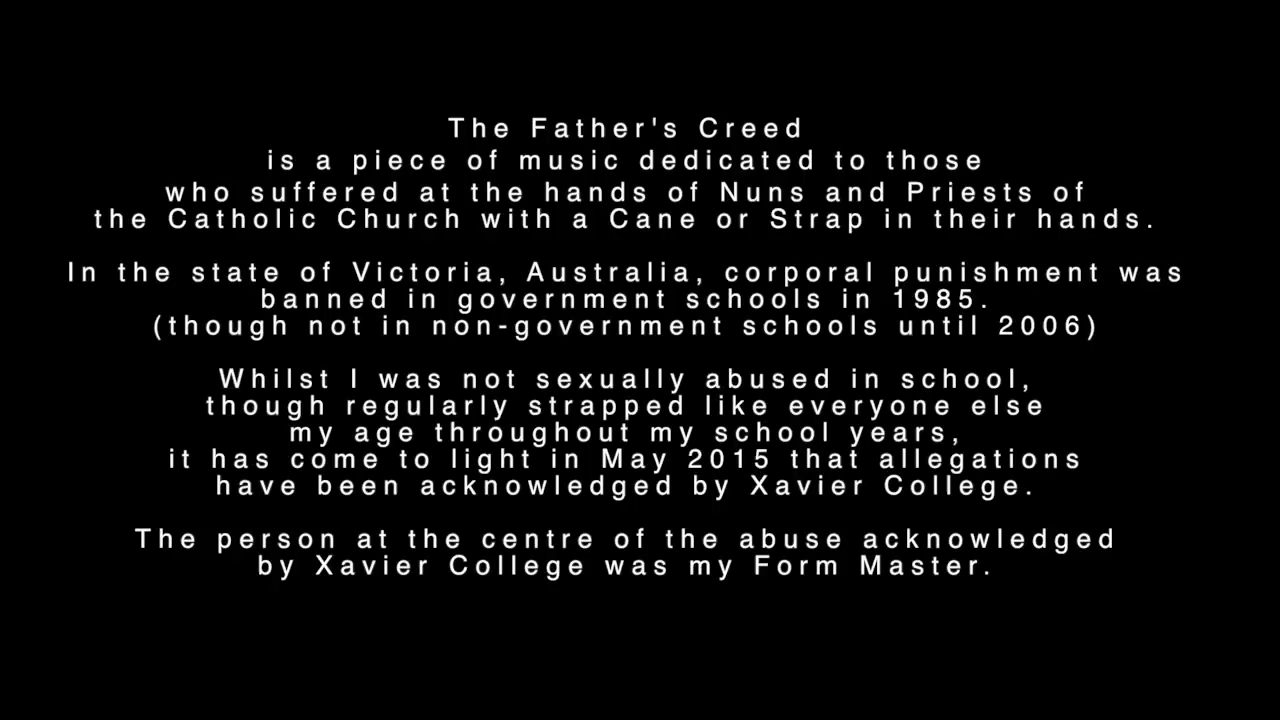 The Father's Creed
is a piece of music dedicated to those
who suffered at the hands of Nuns and Priests of
the Catholic Church with a Cane or Strap in their hands.
In the state of Victoria, Australia, corporal punishment was
banned in government schools in 1985.
(though not in non-government schools until 2006)
Whilst I was not sexually abused in school,
though regularly strapped like everyone else
my age throughout my school years,
it has come to light in May 2015 that allegations
have been acknowledged by Xavier College.
The person at the centre of the abuse acknowledged
by Xavier College was my Form Master.